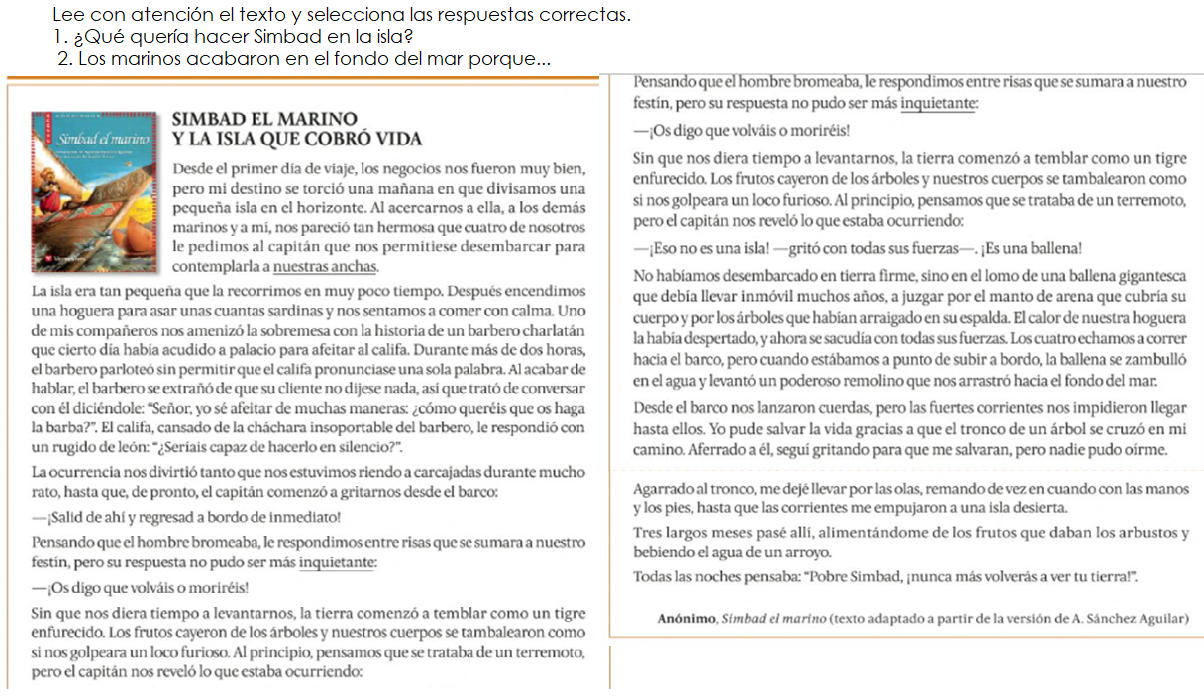 Lee con atención el texto y selecciona las respuestas correctas.
1. ¿Qué quería hacer Simbad en la isla?
2. Los marinos acabaron en el fondo del mar porque...
Simbad el marino
SIMBAD EL MARINO
Y LA ISLA QUE COBRÓ VIDA
Desde el primer día de viaje, los negocios nos fueron muy bien,
pero mi destino se torció una mañana en que divisamos una
pequeña isla en el horizonte. Al acercarnos a ella, a los demás
marinos y a mí, nos pareció tan hermosa que cuatro de nosotros
le pedimos al capitán que nos permitiese desembarcar para
contemplarla a nuestras anchas.
La isla era tan pequeña que la recorrimos en muy poco tiempo. Después encendimos
una hoguera para asar unas cuantas sardinas y nos sentamos a comer con calma. Uno
de mis compañeros nos amenizó la sobremesa con la historia de un barbero charlatán
que cierto día había acudido a palacio para afeitar al califa. Durante más de dos horas,
el barbero parloteó sin permitir que el califa pronunciase una sola palabra. Al acabar de
hablar, el barbero se extrañó de que su cliente no dijese nada, así que trató de conversar
con él diciéndole: “Señor, yo sé afeitar de muchas maneras: ¿cómo queréis que os haga
la barba?”. El califa, cansado de la cháchara insoportable del barbero, le respondió con
un rugido de león: “¿Seríais capaz de hacerlo en silencio?”.
La ocurrencia nos divirtió tanto que nos estuvimos riendo a carcajadas durante mucho
rato, hasta que, de pronto, el capitán comenzó a gritarnos desde el barco:
—¡Salid de ahí y regresad a bordo de inmediato!
Pensando que el hombre bromeaba, le respondimos entre risas que se sumara a nuestro
festín, pero su respuesta no pudo ser más inquietante:
—¡Os digo que volváis o moriréis!
Sin que nos diera tiempo a levantarnos, la tierra comenzó a temblar como un tigre
enfurecido. Los frutos cayeron de los árboles y nuestros cuerpos se tambalearon como
si nos golpeara un loco furioso. Al principio, pensamos que se trataba de un terremoto,
pero el capitán nos reveló lo que estaba ocurriendo:
Pensando que el hombre bromeaba, le respondimos entre risas que se sumara a nuestro
festín, pero su respuesta no pudo ser más inquietante:
—¡Os digo que volváis o moriréis!
Sin que nos diera tiempo a levantarnos, la tierra comenzó a temblar como un tigre
enfurecido. Los frutos cayeron de los árboles y nuestros cuerpos se tambalearon como
si nos golpeara un loco furioso. Al principio, pensamos que se trataba de un terremoto,
pero el capitán nos reveló lo que estaba ocurriendo:
—¡Eso no es una isla! —gritó con todas sus fuerzas—. ¡Es una ballena!
No habíamos desembarcado en tierra firme, sino en el lomo de una ballena gigantesca
que debía llevar inmóvil muchos años, a juzgar por el manto de arena que cubría su
cuerpo y por los árboles que habían arraigado en su espalda. El calor de nuestra hoguera
la había despertado, y ahora se sacudía con todas sus fuerzas. Los cuatro echamos a correr
hacia el barco, pero cuando estábamos a punto de subir a bordo, la ballena se zambulló
en el agua y levantó un poderoso remolino que nos arrastró hacia el fondo del mar.
Desde el barco nos lanzaron cuerdas, pero las fuertes corrientes nos impidieron llegar
hasta ellos. Yo pude salvar la vida gracias a que el tronco de un árbol se cruzó en mi
camino. Aferrado a él, seguí gritando para que me salvaran, pero nadie pudo oírme.
Agarrado al tronco, me dejé llevar por las olas, remando de vez en cuando con las manos
y los pies, hasta que las corrientes me empujaron a una isla desierta.
Tres largos meses pasé allí, alimentándome de los frutos que daban los arbustos y
bebiendo el agua de un arroyo.
Todas las noches pensaba: “Pobre Simbad, ¡nunca más volverás a ver tu tierra!”.
Anónimo, Simbad el marino (texto adaptado a partir de la versión de A. Sánchez Aguilar)